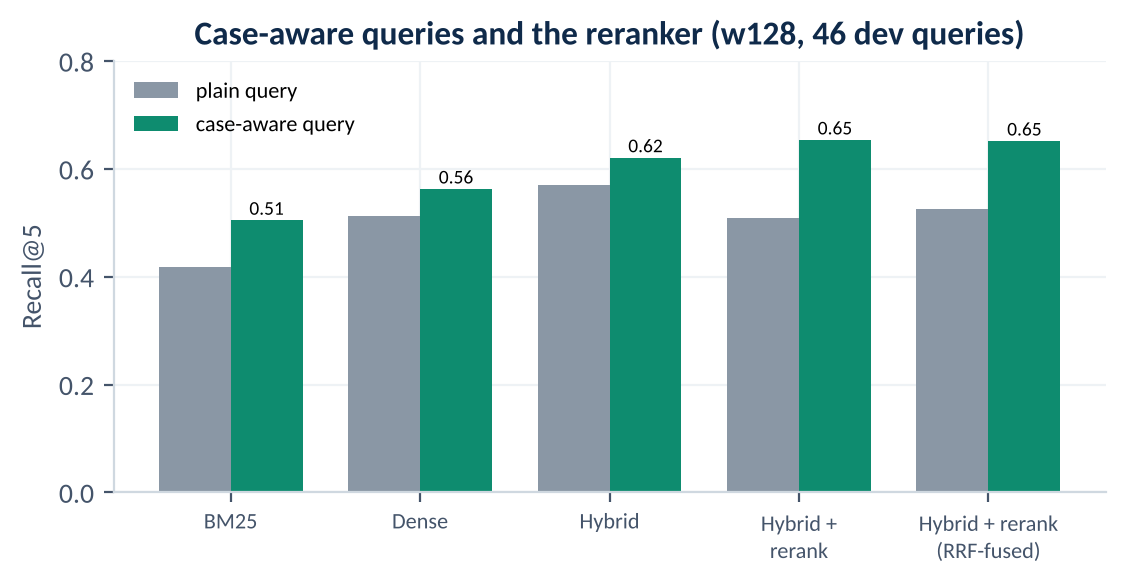 Case-aware queries and the reranker (w128, 46 dev queries)
plain query
case-aware query
Recall@5
0.8
0.6
0.4
0.2
0.0
0.51
0.56
0.62
0.65
0.65
BM25
Dense
Hybrid
Hybrid +
rerank
Hybrid + rerank
(RRF-fused)